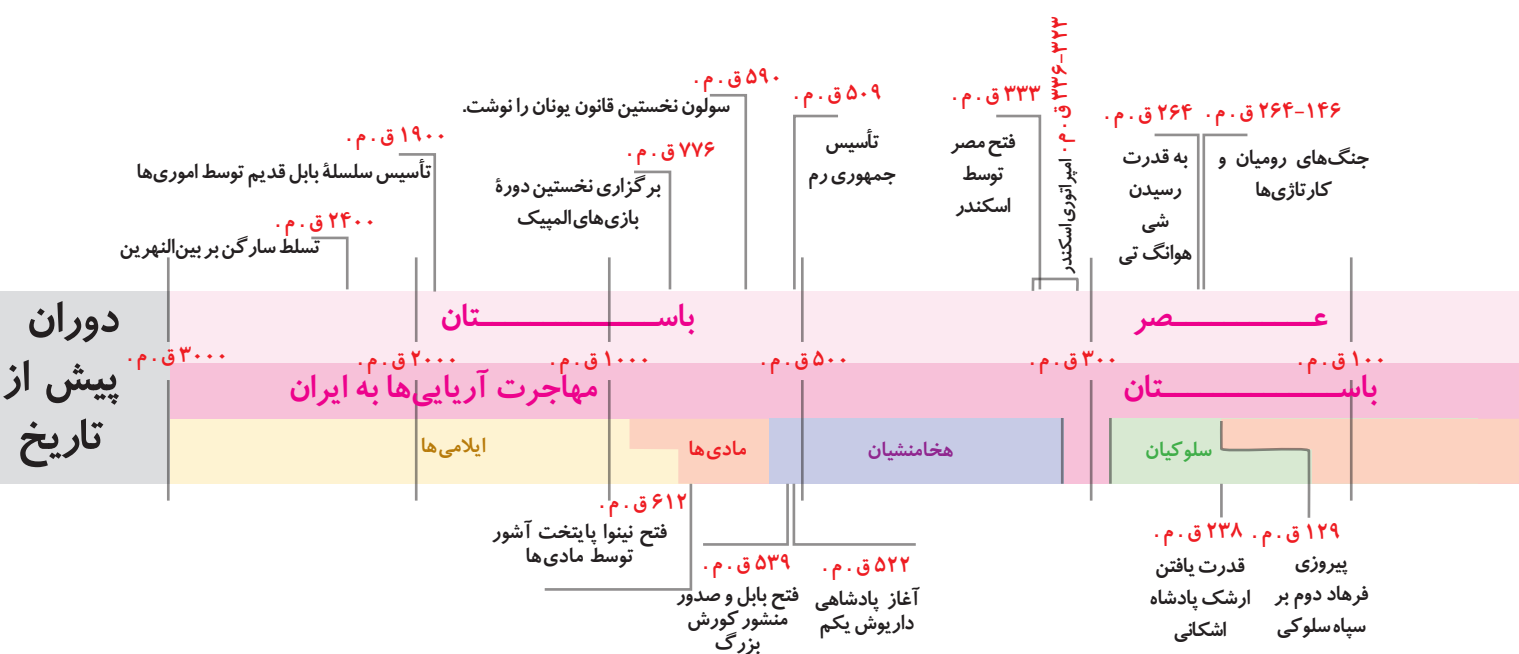 ۵۹۰ ق.م.
سولون نخستین قانون یونان را نوشت.
۵۰۹ ق.م.
تأسیس
جمهوری رم
۳۳۳ ق.م.
فتح مصر
توسط
اسکندر
۳۳۶-۳۲۳ ق.م.
امپراتوری اسکندر
۲۶۴ ق.م.
به قدرت
رسیدن
شی
هوانگ تی
۲۶۴-۱۴۶ ق.م.
جنگ‌های رومیان و
کارتاژی‌ها
۱۹۰۰ ق.م.
تأسیس سلسلهٔ بابل قدیم توسط اموری‌ها
۷۷۶ ق.م.
برگزاری نخستین دورهٔ
بازی‌های المپیک
۲۴۰۰ ق.م.
تسلط سارگن بر بین‌النهرین
دوران
پیش از
تاریخ
باســــــتان
عــــــصر
۳۰۰۰ ق.م.
۲۰۰۰ ق.م.
۱۰۰۰ ق.م.
۵۰۰ ق.م.
۳۰۰ ق.م.
۱۰۰ ق.م.
مهاجرت آریایی‌ها به ایران
باســــــتان
ایلامی‌ها
مادی‌ها
هخامنشیان
سلوکیان
۶۱۲ ق.م.
فتح نینوا پایتخت آشور
توسط مادی‌ها
۵۳۹ ق.م.
فتح بابل و صدور
منشور کورش
بزرگ
۵۲۲ ق.م.
آغاز پادشاهی
داریوش یکم
۲۳۸ ق.م.
قدرت یافتن
ارشک پادشاه
اشکانی
۱۲۹ ق.م.
پیروزی
فرهاد دوم بر
سپاه سلوکی